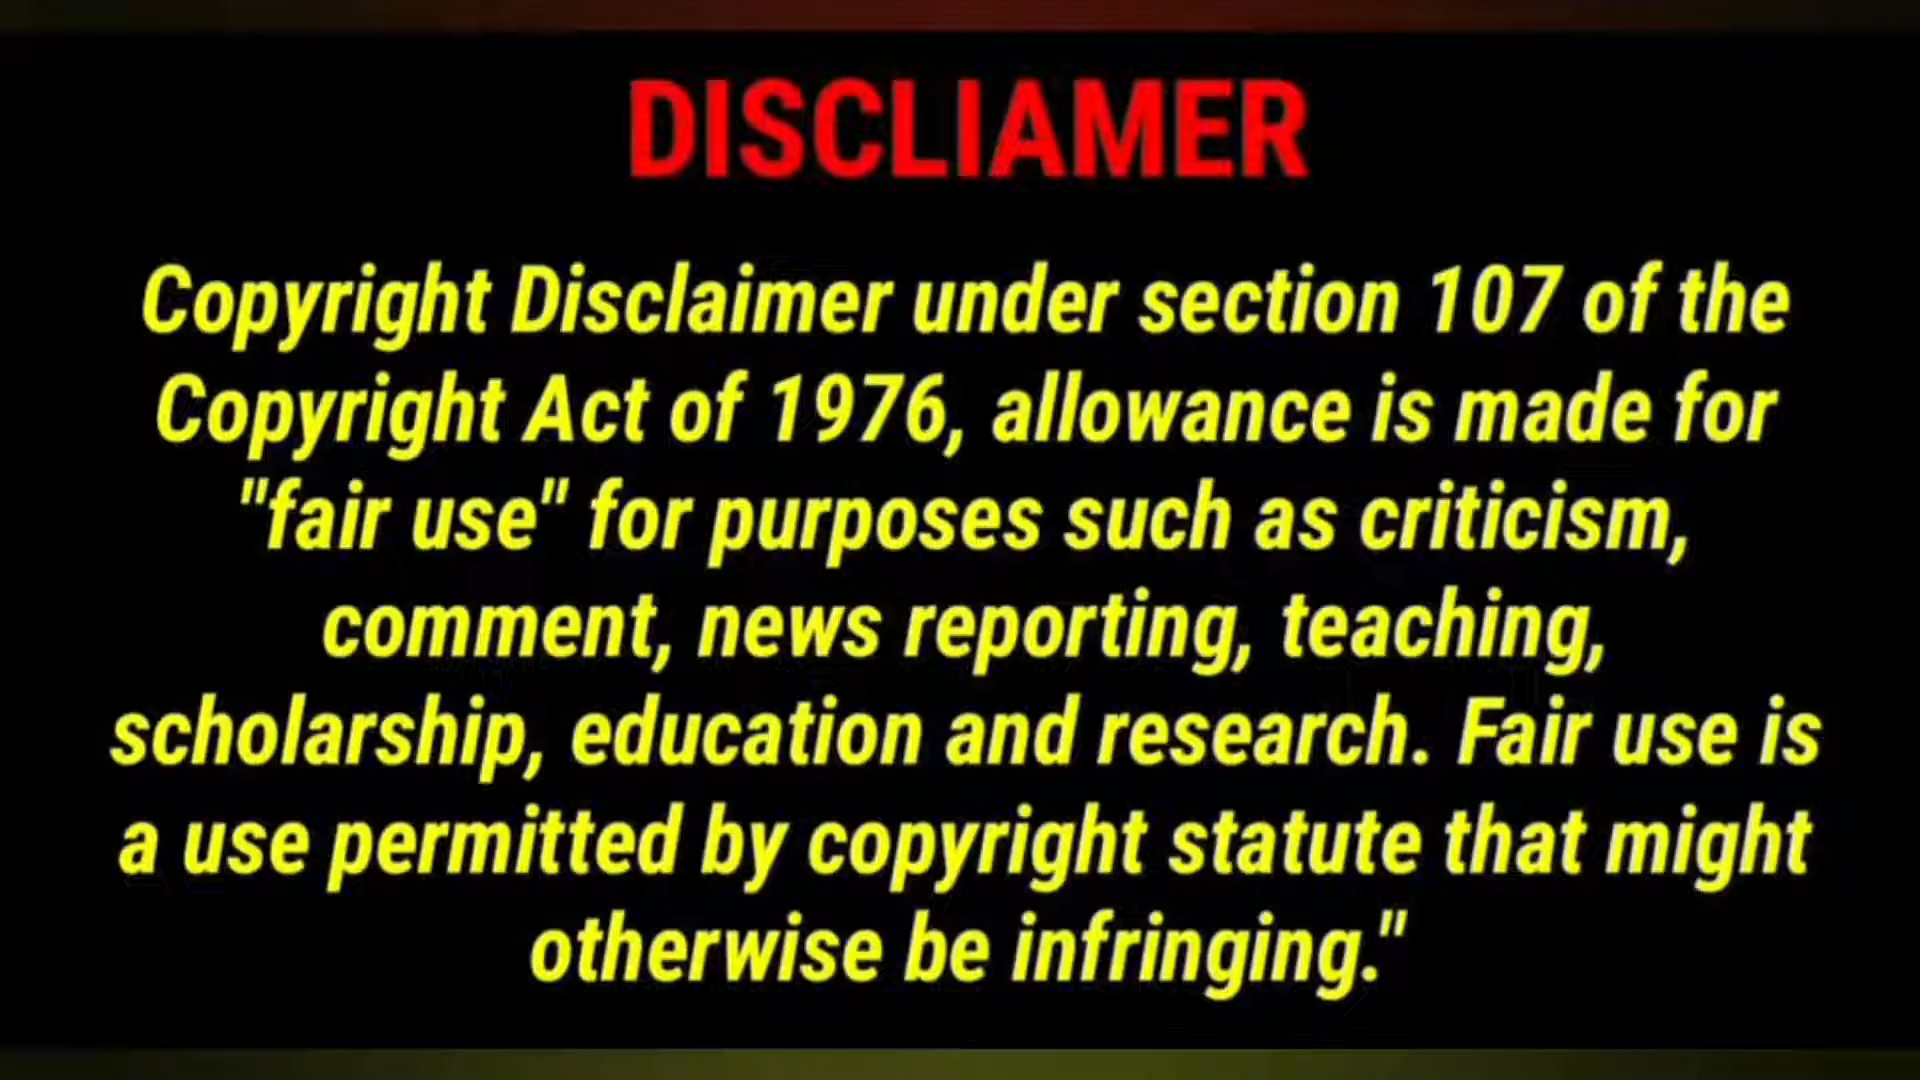 DISCLIAMER
Copyright Disclaimer under section 107 of the
Copyright Act of 1976, allowance is made for
"fair use" for purposes such as criticism,
comment, news reporting, teaching,
scholarship, education and research. Fair use is
a use permitted by copyright statute that might
otherwise be infringing."